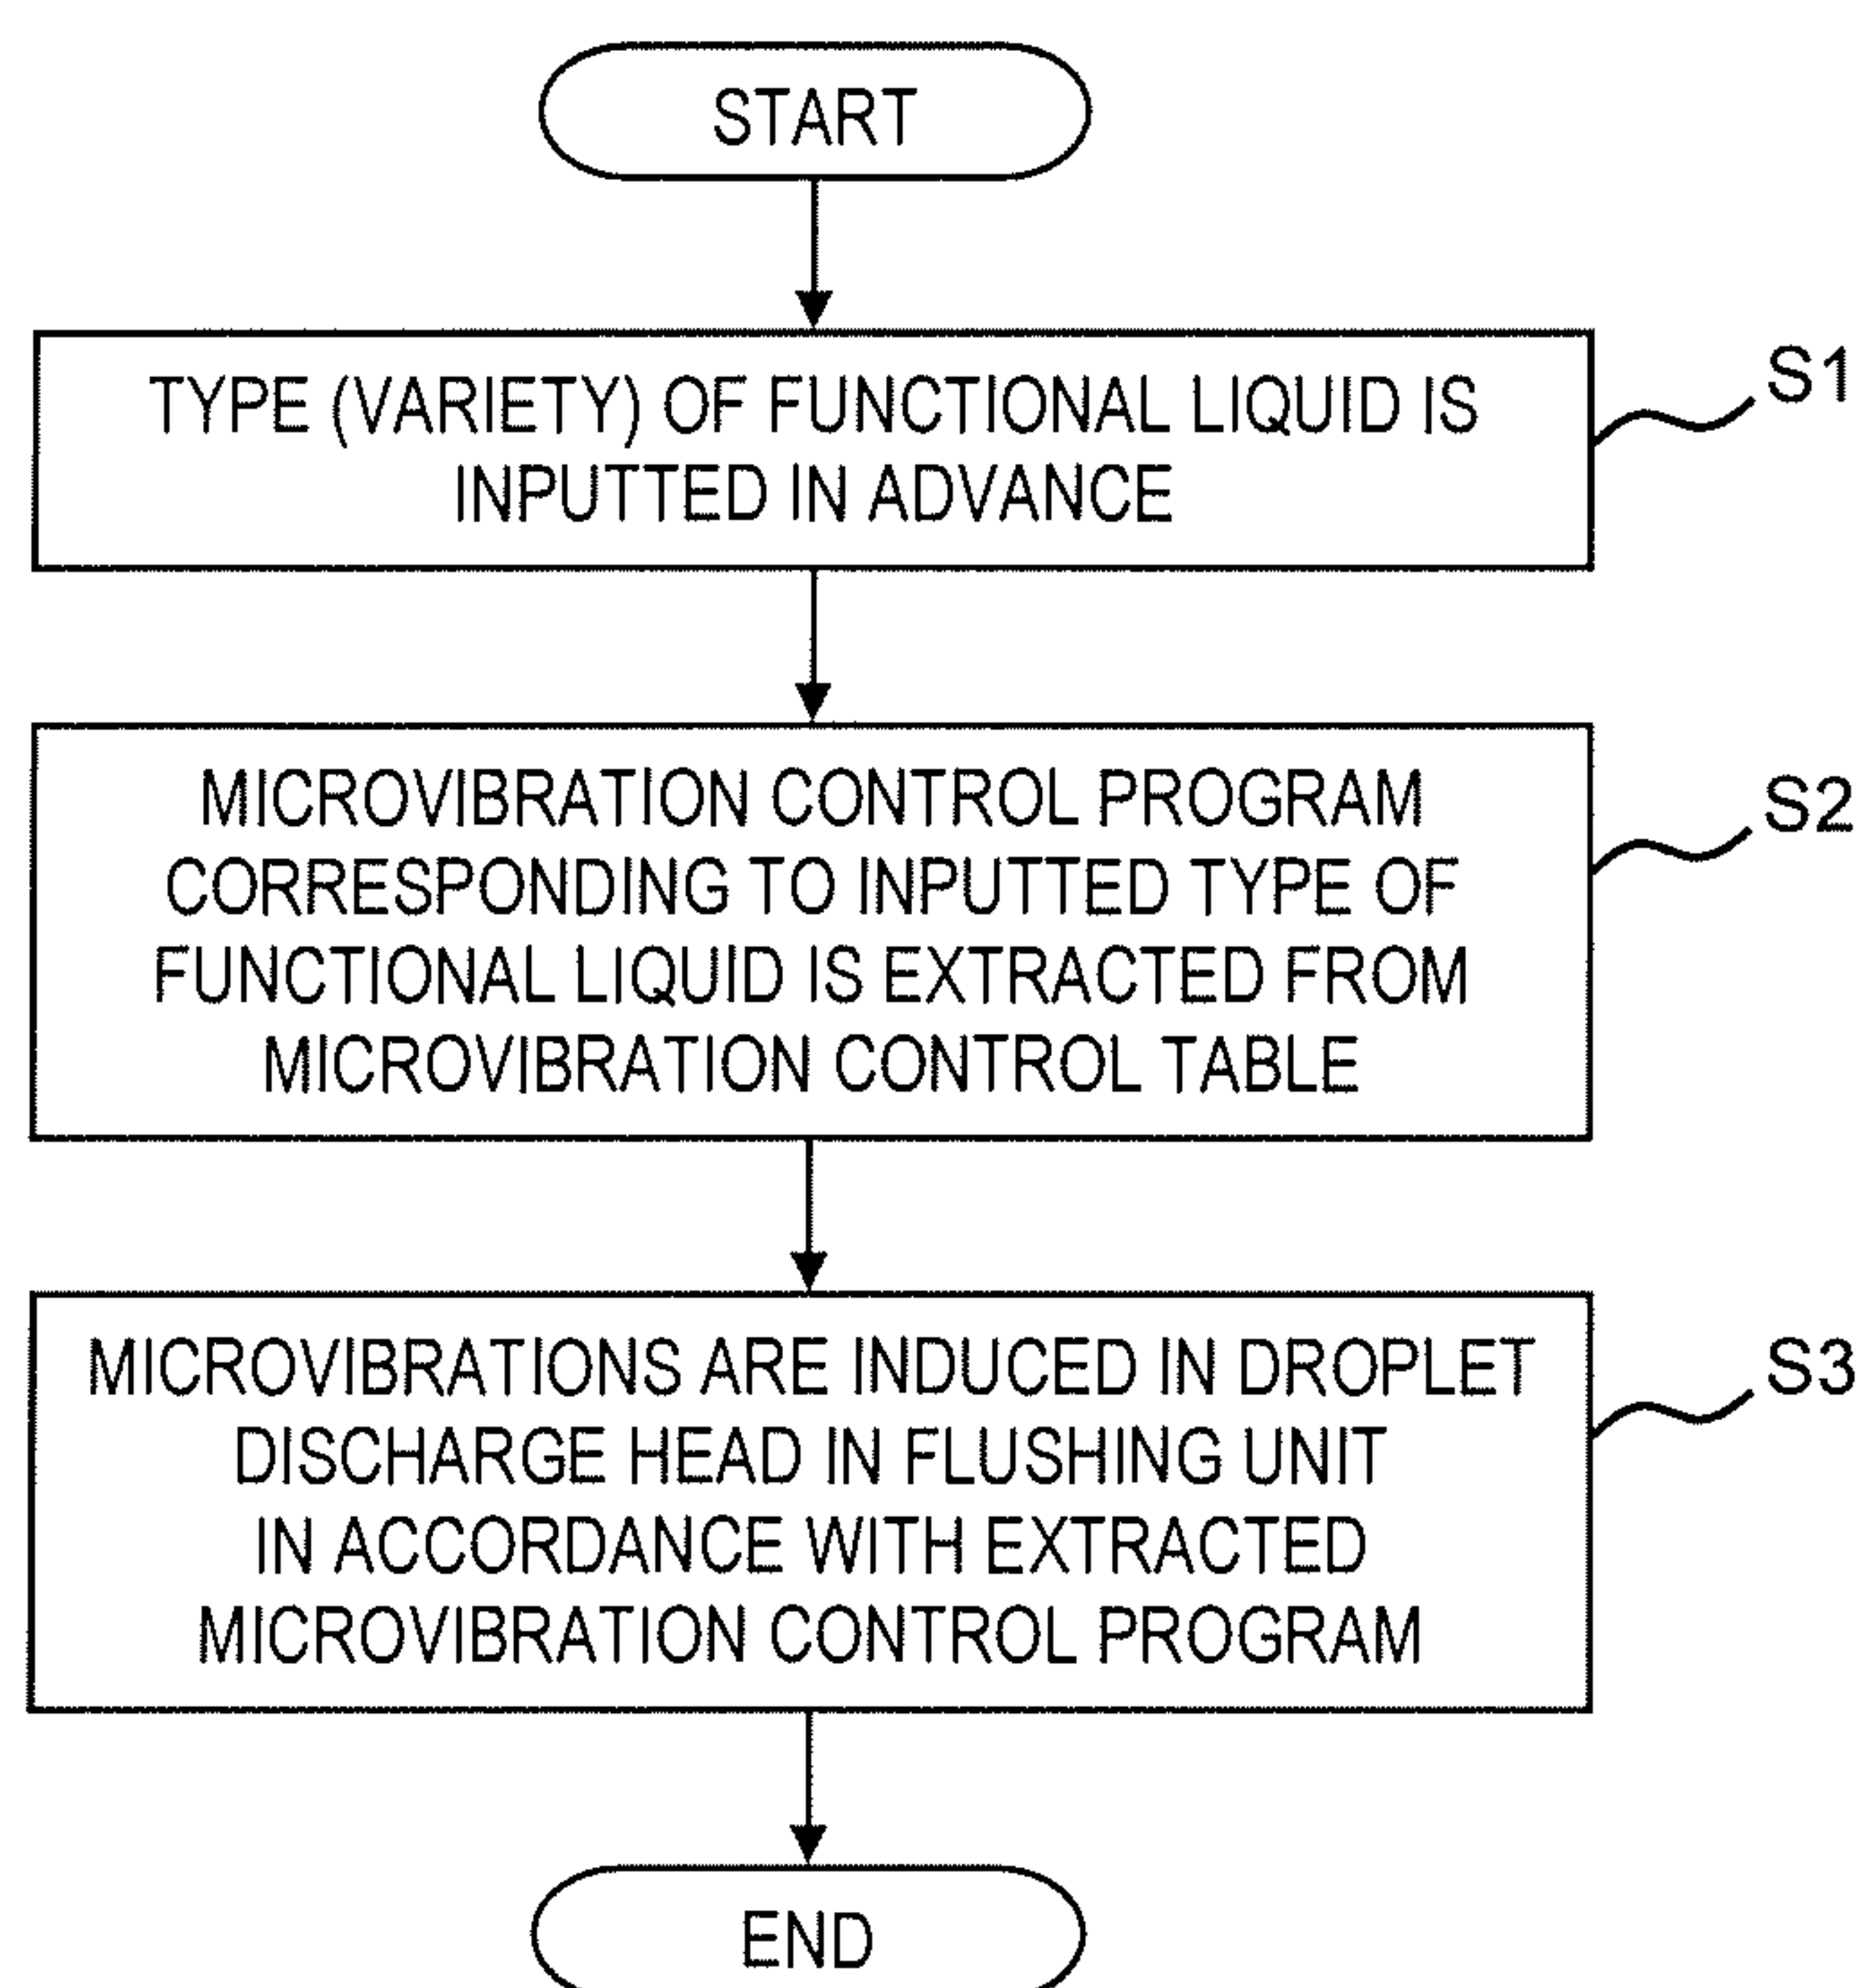 START
TYPE (VARIETY) OF FUNCTIONAL LIQUID IS
INPUTTED IN ADVANCE
S1
MICROVIBRATION CONTROL PROGRAM
CORRESPONDING TO INPUTTED TYPE OF
FUNCTIONAL LIQUID IS EXTRACTED FROM
MICROVIBRATION CONTROL TABLE
S2
MICROVIBRATIONS ARE INDUCED IN DROPLET
DISCHARGE HEAD IN FLUSHING UNIT
IN ACCORDANCE WITH EXTRACTED
MICROVIBRATION CONTROL PROGRAM
S3
END